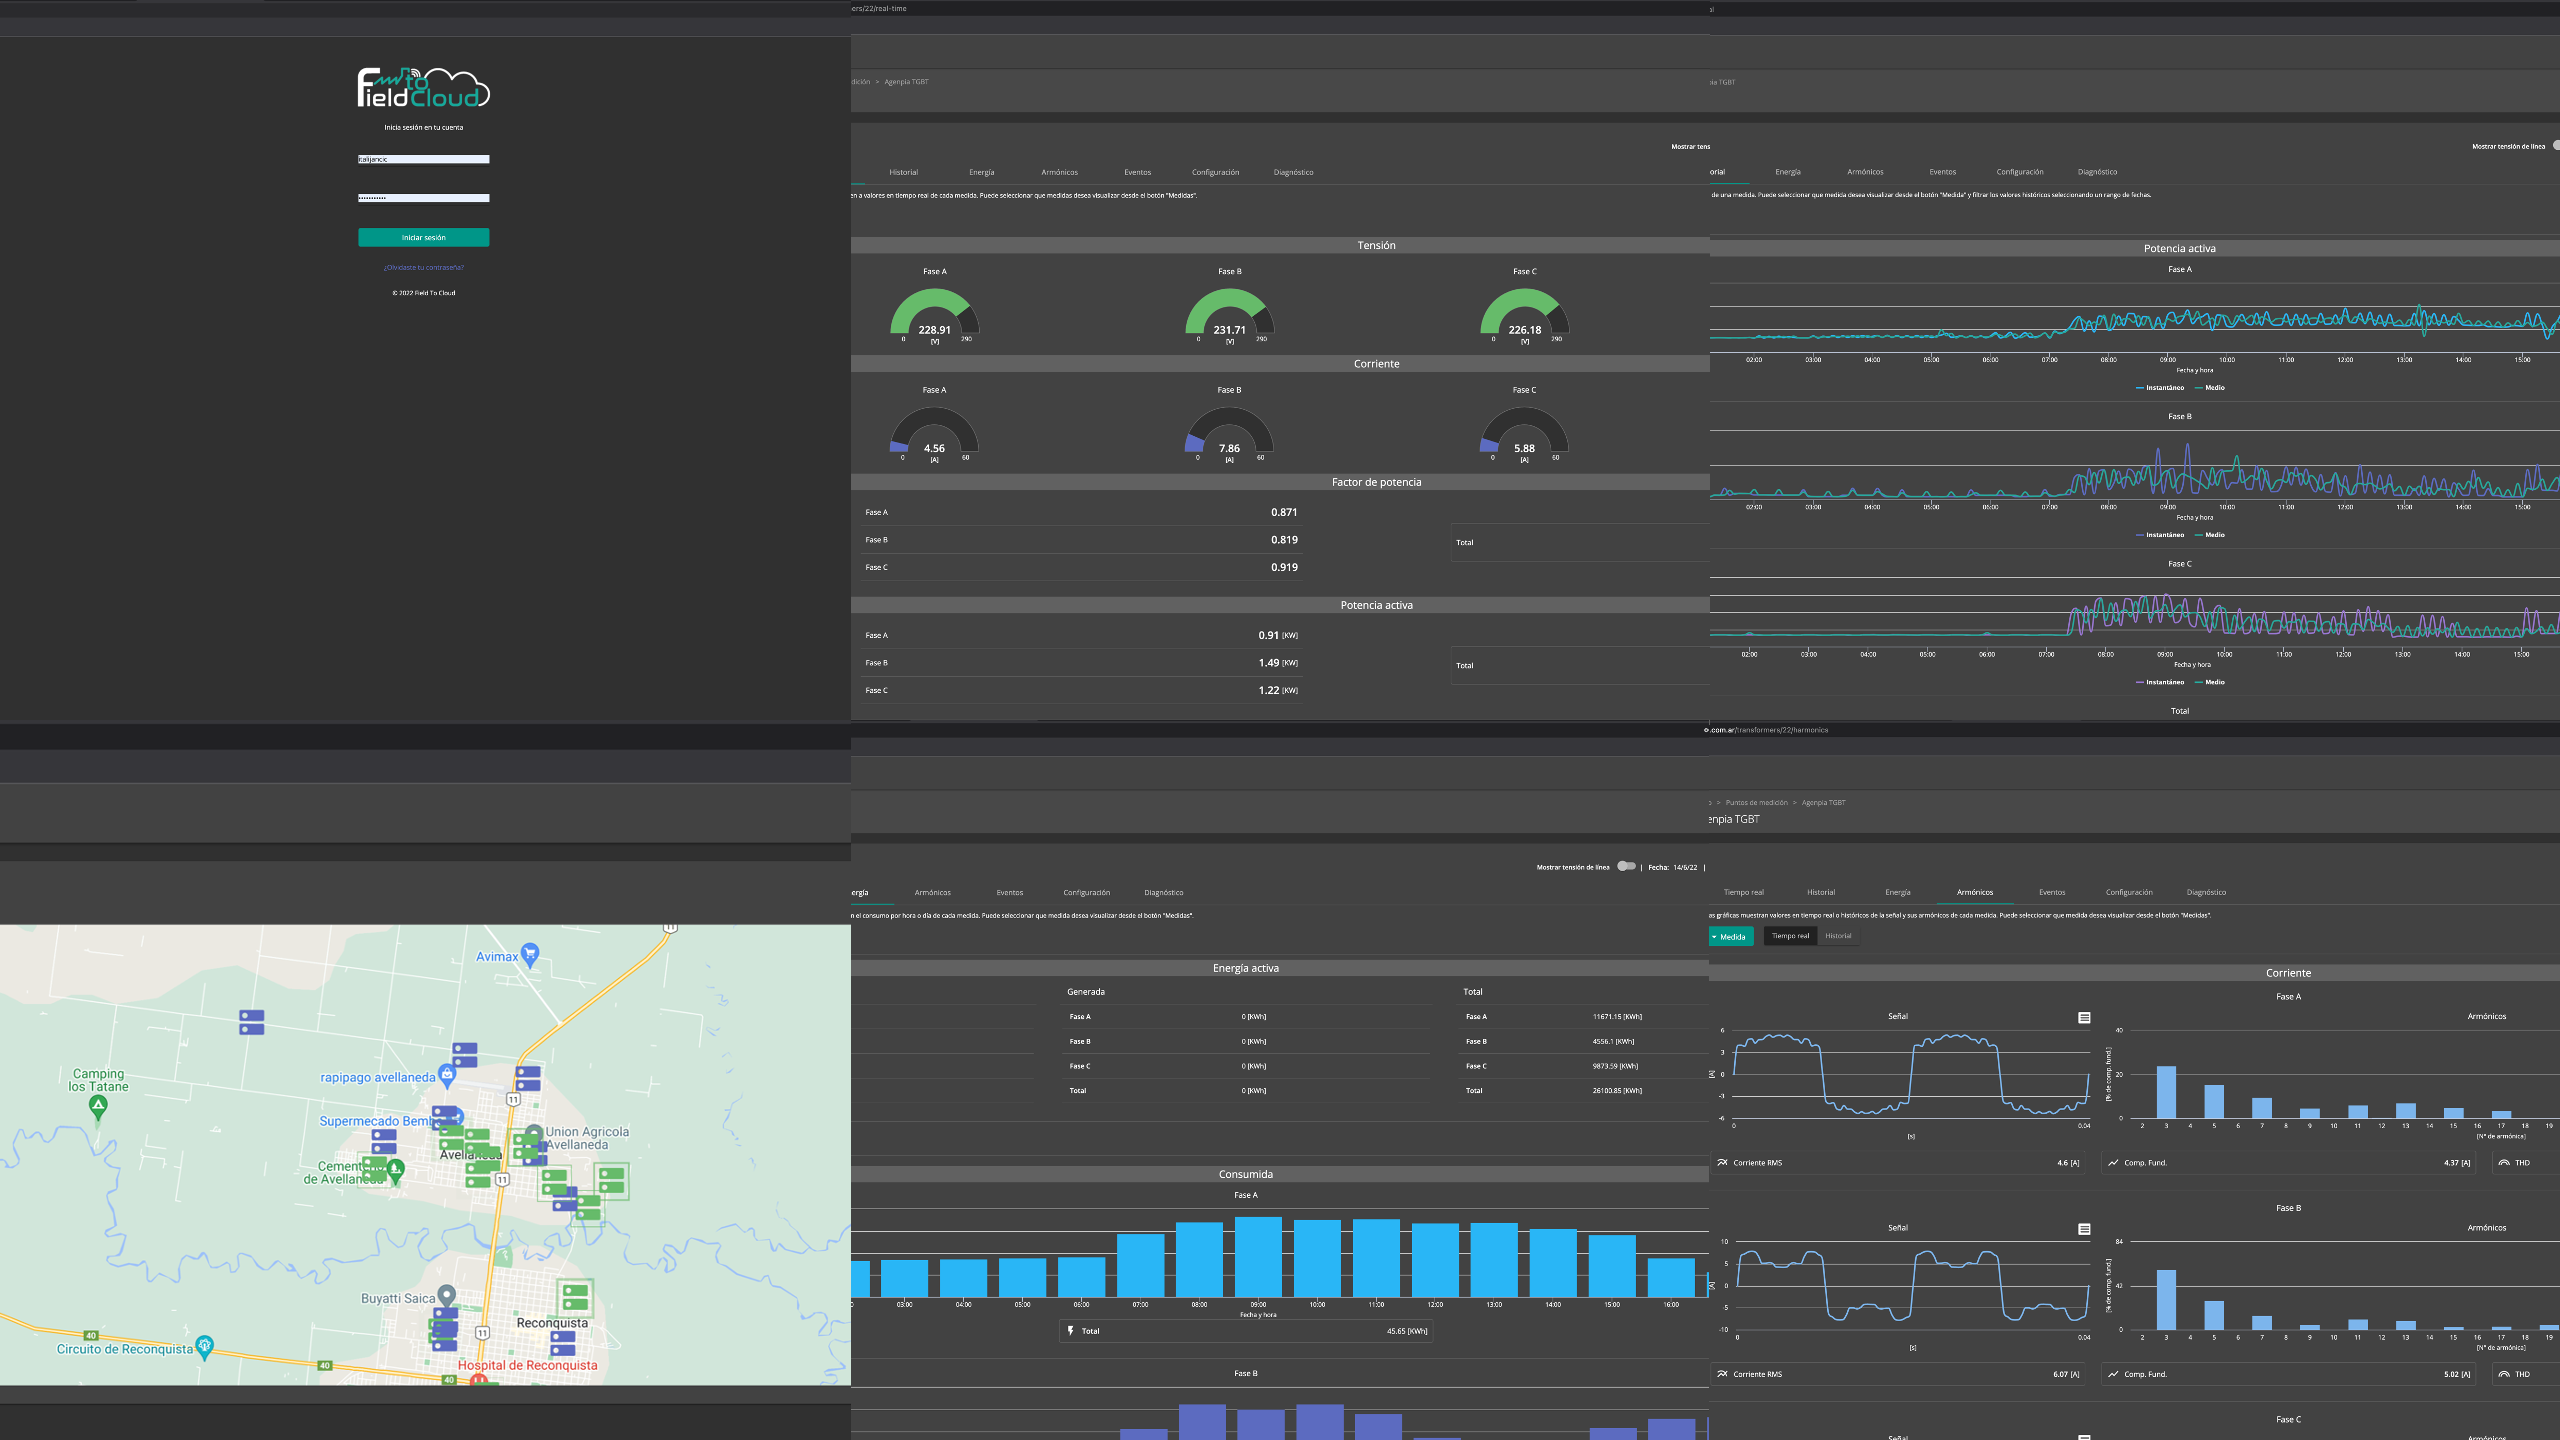 Field to Cloud
Inicia sesión en tu cuenta
italijancic
Iniciar sesión
¿Olvidaste tu contraseña?
© 2022 Field To Cloud
ers/22/real-time
dición > Agenpia TGBT
Mostrar tens
Historial Energía Armónicos Eventos Configuración Diagnóstico
en a valores en tiempo real de cada medida. Puede seleccionar que medidas desea visualizar desde el botón "Medidas".
Tensión
Fase A Fase B Fase C
228.91 231.71 226.18
[V] [V] [V]
0 290 0 290 0 290
Corriente
Fase A Fase B Fase C
4.56 7.86 5.88
[A] [A] [A]
0 60 0 60 0 60
Factor de potencia
Fase A 0.871
Fase B 0.819
Fase C 0.919
Total
Potencia activa
Fase A 0.91 [KW]
Fase B 1.49 [KW]
Fase C 1.22 [KW]
Total
ia TGBT
Mostrar tensión de línea
orial Energía Armónicos Eventos Configuración Diagnóstico
de una medida. Puede seleccionar que medida desea visualizar desde el botón "Medida" y filtrar los valores históricos seleccionando un rango de fechas.
Potencia activa
Fase A
02:00 03:00 04:00 05:00 06:00 07:00 08:00 09:00 10:00 11:00 12:00 13:00 14:00 15:00
Fecha y hora
Instantáneo Medio
Fase B
02:00 03:00 04:00 05:00 06:00 07:00 08:00 09:00 10:00 11:00 12:00 13:00 14:00 15:00
Fecha y hora
Instantáneo Medio
Fase C
02:00 03:00 04:00 05:00 06:00 07:00 08:00 09:00 10:00 11:00 12:00 13:00 14:00 15:00
Fecha y hora
Instantáneo Medio
Total
11
Avimax
Camping
los Tatane
rapipago avellaneda
11
Supermecado Bemb
Union Agricola
Avellaneda
Cemente
de Avellaneda
11
Buyatti Saica
Reconquista
11
40
Circuito de Reconquista
40
Hospital de Reconquista
40
Mostrar tensión de línea | Fecha: 14/6/22 |
ergía Armónicos Eventos Configuración Diagnóstico
n el consumo por hora o día de cada medida. Puede seleccionar que medida desea visualizar desde el botón "Medidas".
Energía activa
Generada
Fase A 0 [KWh]
Fase B 0 [KWh]
Fase C 0 [KWh]
Total 0 [KWh]
Total
Fase A 11671.15 [KWh]
Fase B 4556.1 [KWh]
Fase C 9873.59 [KWh]
Total 26100.85 [KWh]
Consumida
Fase A
03:00 04:00 05:00 06:00 07:00 08:00 09:00 10:00 11:00 12:00 13:00 14:00 15:00 16:00
Fecha y hora
Total 45.65 [KWh]
Fase B
.com.ar/transformers/22/harmonics
> Puntos de medición > Agenpia TGBT
enpia TGBT
Tiempo real Historial Energía Armónicos Eventos Configuración Diagnóstico
as gráficas muestran valores en tiempo real o históricos de la señal y sus armónicos de cada medida. Puede seleccionar que medida desea visualizar desde el botón "Medidas".
Medida Tiempo real Historial
Corriente
Fase A
Señal
6
3
0
-3
-6
[A]
0 0.04
[s]
Armónicos
40
20
0
[% de comp. fund.]
2 3 4 5 6 7 8 9 10 11 12 13 14 15 16 17 18 19
[N° de armónica]
Corriente RMS 4.6 [A]
Comp. Fund. 4.37 [A]
THD
Fase B
Señal
10
5
0
-5
-10
[A]
0 0.04
[s]
Armónicos
84
42
0
[% de comp. fund.]
2 3 4 5 6 7 8 9 10 11 12 13 14 15 16 17 18 19
[N° de armónica]
Corriente RMS 6.07 [A]
Comp. Fund. 5.02 [A]
THD
Fase C
Señal
Armónicos